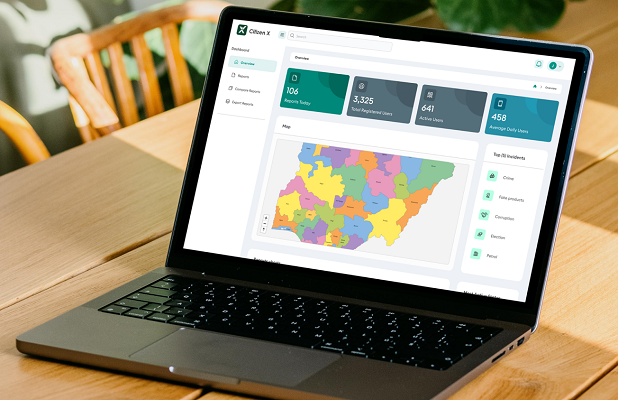 Citizen X
Search
Dashboard
Overview
Reports
Compare Reports
Export Reports
Overview
Overview
106
Reports Today
3,325
Total Registered Users
641
Active Users
458
Average Daily Users
Map
Top (5) Incidents
Crime
Fake products
Corruption
Election
Petrol